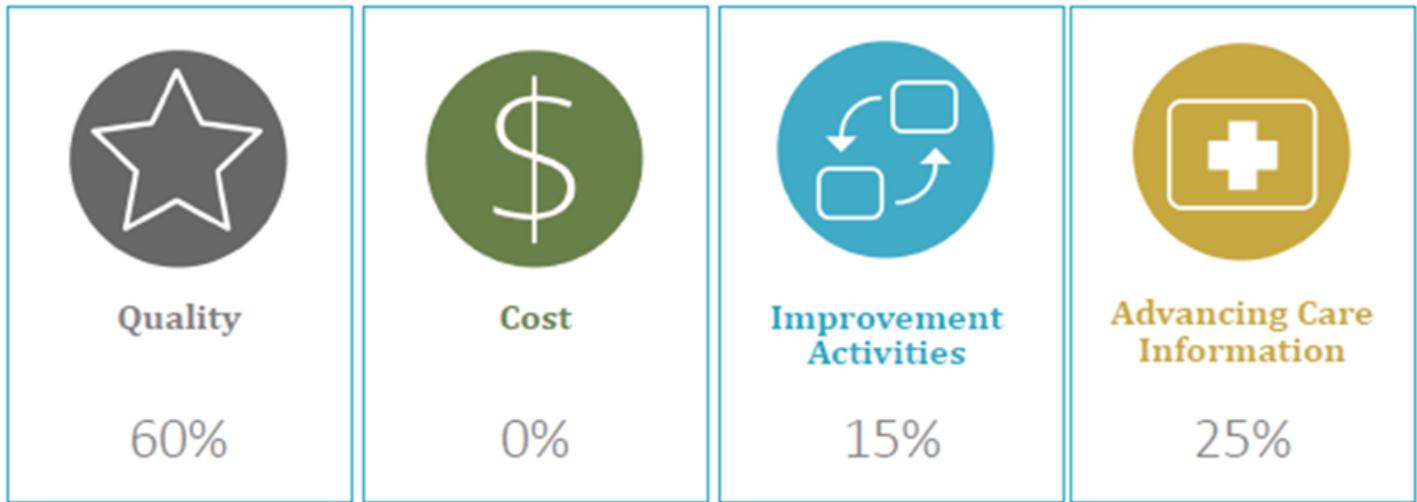 Quality
60%
$
Cost
0%
Improvement
Activities
15%
Advancing Care
Information
25%